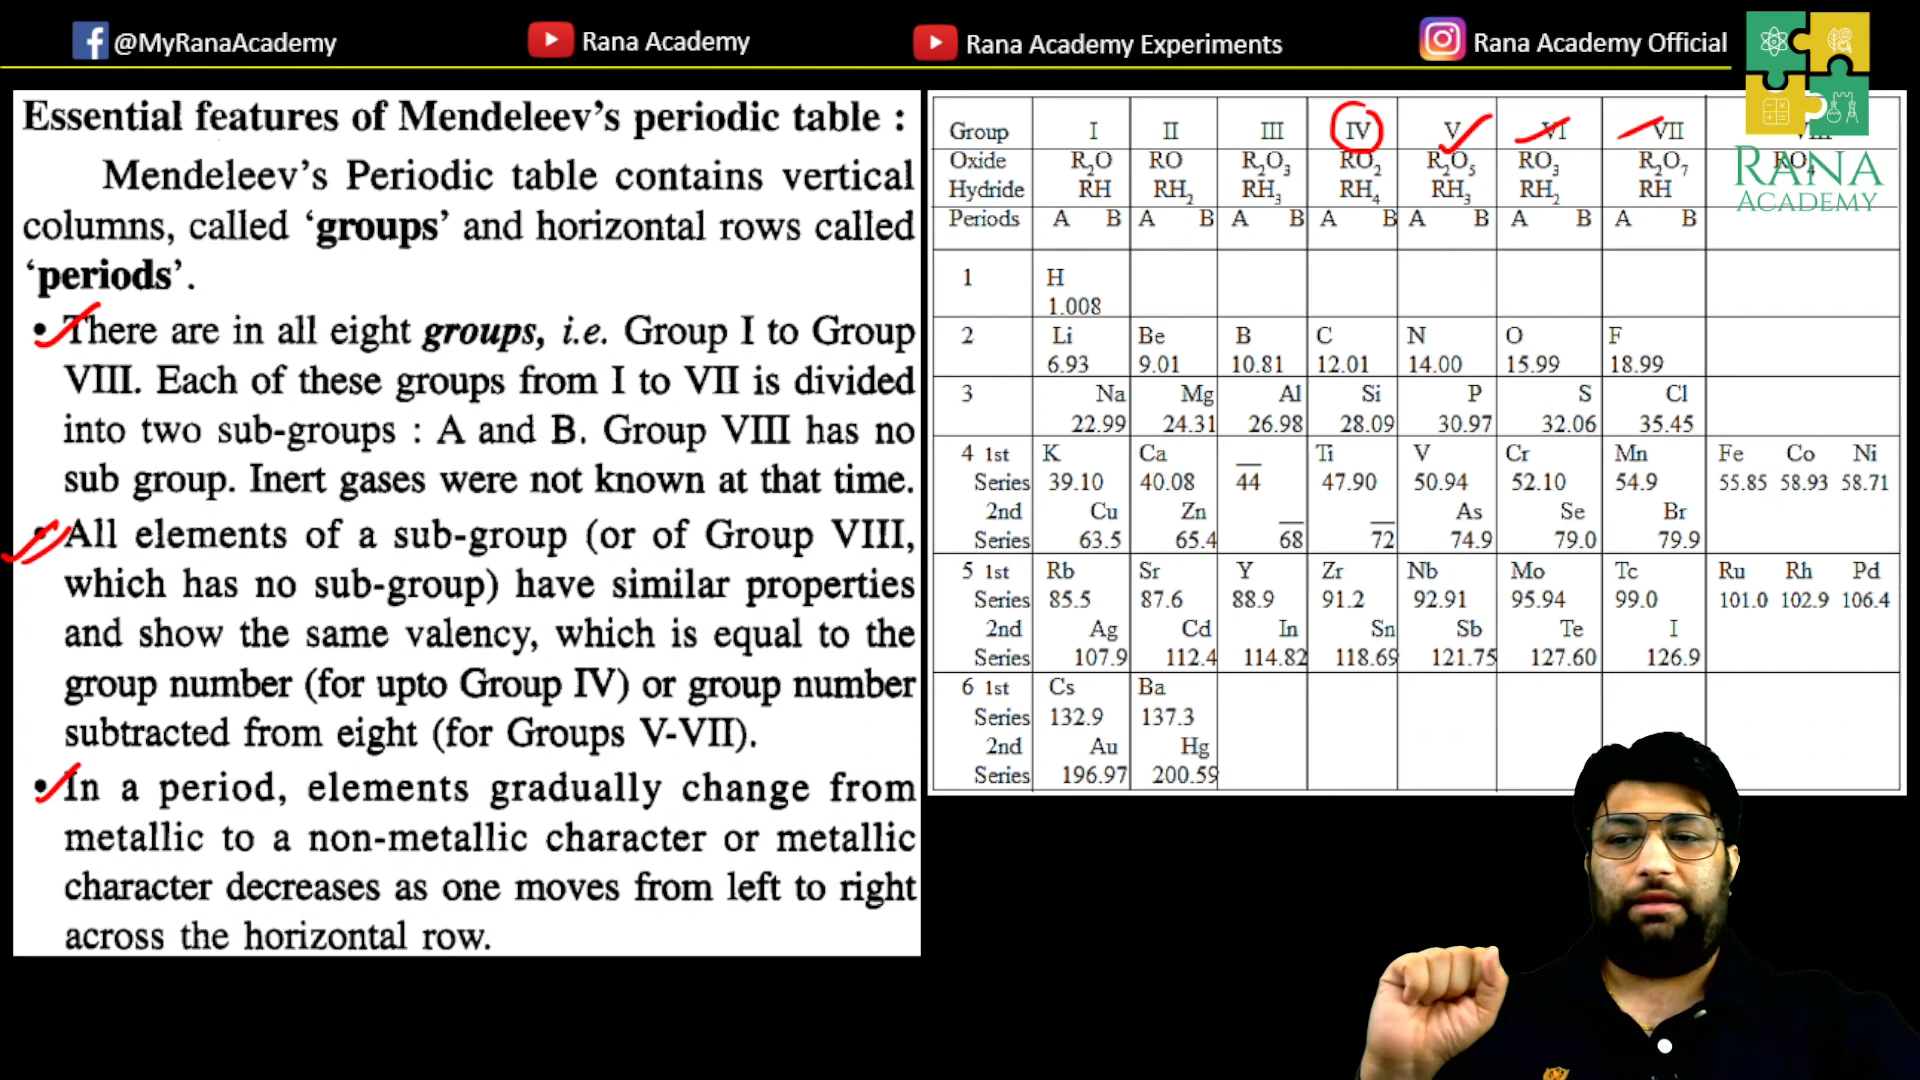 @MyRanaAcademy
Rana Academy
Rana Academy Experiments
Rana Academy Official
Essential features of Mendeleev’s periodic table :
Mendeleev’s Periodic table contains vertical
columns, called ‘groups’ and horizontal rows called
‘periods’.
• There are in all eight groups, i.e. Group I to Group
VIII. Each of these groups from I to VII is divided
into two sub-groups : A and B. Group VIII has no
sub group. Inert gases were not known at that time.
• All elements of a sub-group (or of Group VIII,
which has no sub-group) have similar properties
and show the same valency, which is equal to the
group number (for upto Group IV) or group number
subtracted from eight (for Groups V-VII).
• In a period, elements gradually change from
metallic to a non-metallic character or metallic
character decreases as one moves from left to right
across the horizontal row.
Group I II III IV V VI VII VIII
Oxide R₂O RO R₂O₃ RO₂ R₂O₅ RO₃ R₂O₇ RO₄
Hydride RH RH₂ RH₃ RH₄ RH₃ RH₂ RH
Periods A B A B A B A B A B A B A B
1 H
1.008
2 Li Be B C N O F
6.93 9.01 10.81 12.01 14.00 15.99 18.99
3 Na Mg Al Si P S Cl
22.99 24.31 26.98 28.09 30.97 32.06 35.45
4 1st K Ca — Ti V Cr Mn Fe Co Ni
Series 39.10 40.08 44 47.90 50.94 52.10 54.9 55.85 58.93 58.71
2nd Cu Zn — — As Se Br
Series 63.5 65.4 68 72 74.9 79.0 79.9
5 1st Rb Sr Y Zr Nb Mo Tc Ru Rh Pd
Series 85.5 87.6 88.9 91.2 92.91 95.94 99.0 101.0 102.9 106.4
2nd Ag Cd In Sn Sb Te I
Series 107.9 112.4 114.82 118.69 121.75 127.60 126.9
6 1st Cs Ba
Series 132.9 137.3
2nd Au Hg
Series 196.97 200.59
RANA
ACADEMY